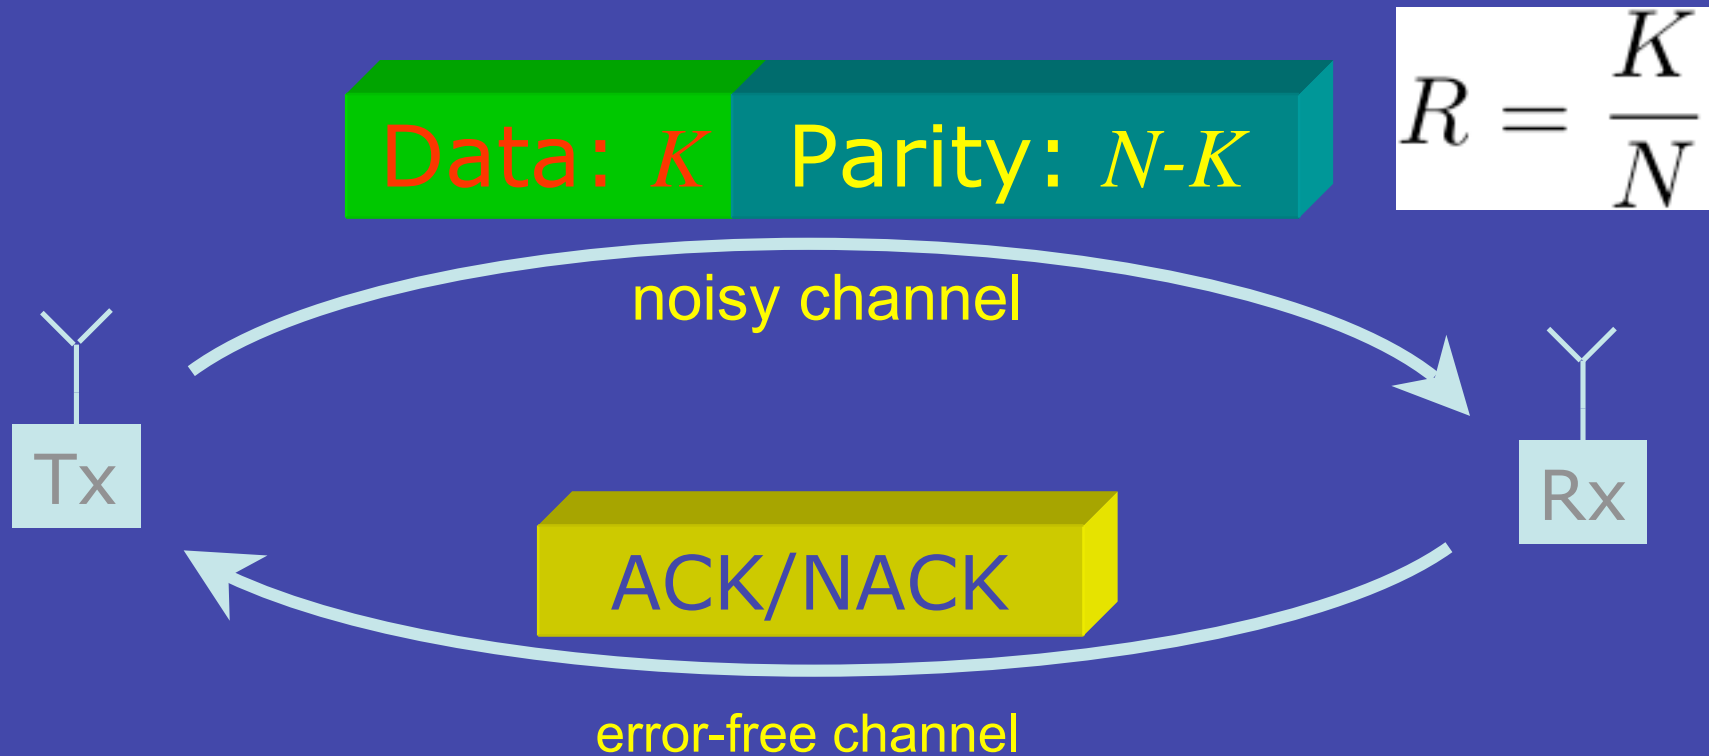 Data: K Parity: N-K
R = K/N
noisy channel
Tx
Rx
ACK/NACK
error-free channel